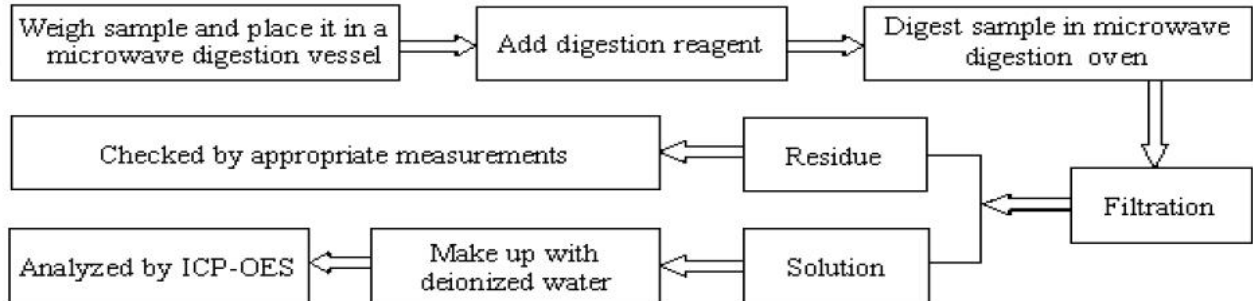 Weigh sample and place it in a
microwave digestion vessel
Add digestion reagent
Digest sample in microwave
digestion oven
Checked by appropriate measurements
Residue
Filtration
Analyzed by ICP-OES
Make up with
deionized water
Solution